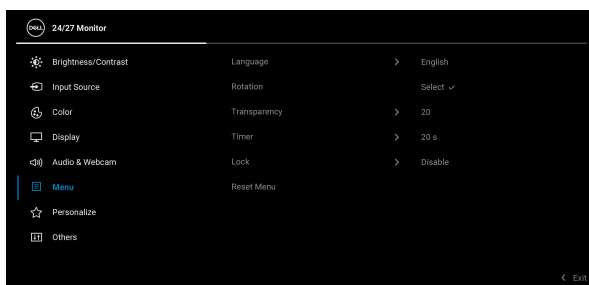 DELL 24/27 Monitor
Brightness/Contrast Language > English
Input Source Rotation Select ✓
Color Transparency > 20
Display Timer > 20 s
Audio & Webcam Lock > Disable
Menu Reset Menu
Personalize
Others
< Exit